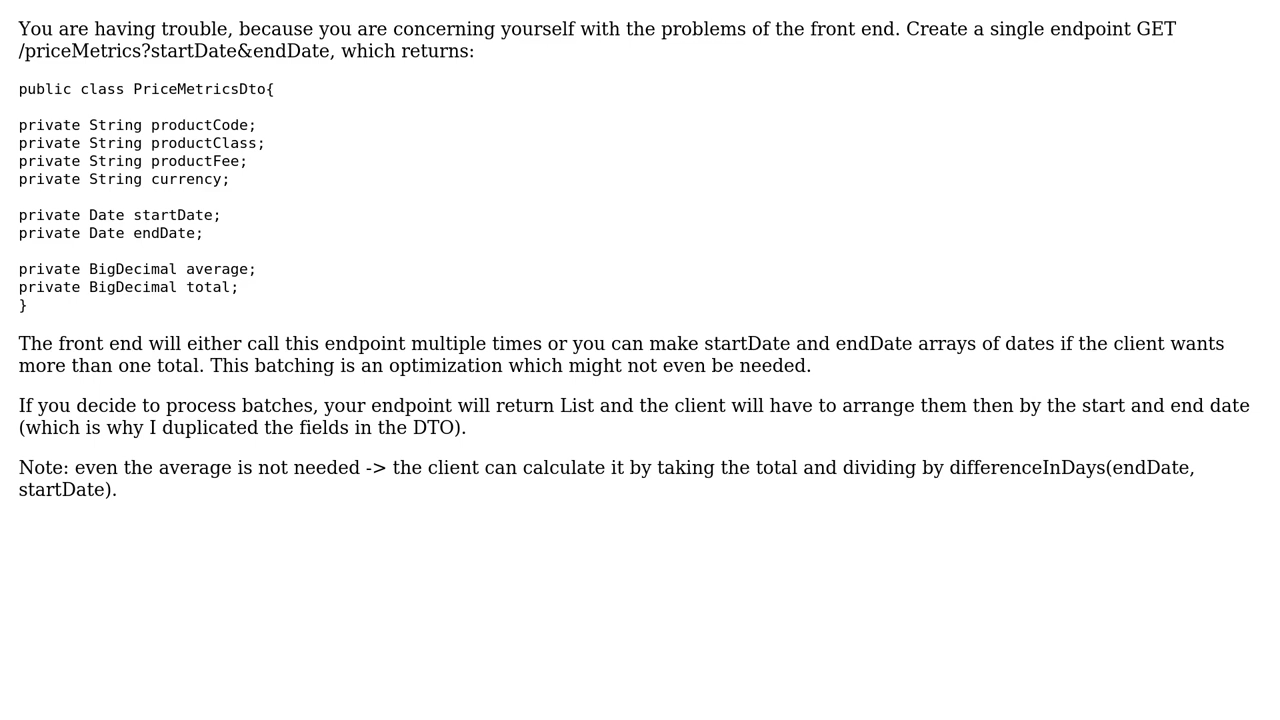 You are having trouble, because you are concerning yourself with the problems of the front end. Create a single endpoint GET
/priceMetrics?startDate&endDate, which returns:
public class PriceMetricsDto{
private String productCode;
private String productClass;
private String productFee;
private String currency;
private Date startDate;
private Date endDate;
private BigDecimal average;
private BigDecimal total;
}
The front end will either call this endpoint multiple times or you can make startDate and endDate arrays of dates if the client wants
more than one total. This batching is an optimization which might not even be needed.
If you decide to process batches, your endpoint will return List and the client will have to arrange them then by the start and end date
(which is why I duplicated the fields in the DTO).
Note: even the average is not needed -> the client can calculate it by taking the total and dividing by differenceInDays(endDate,
startDate).